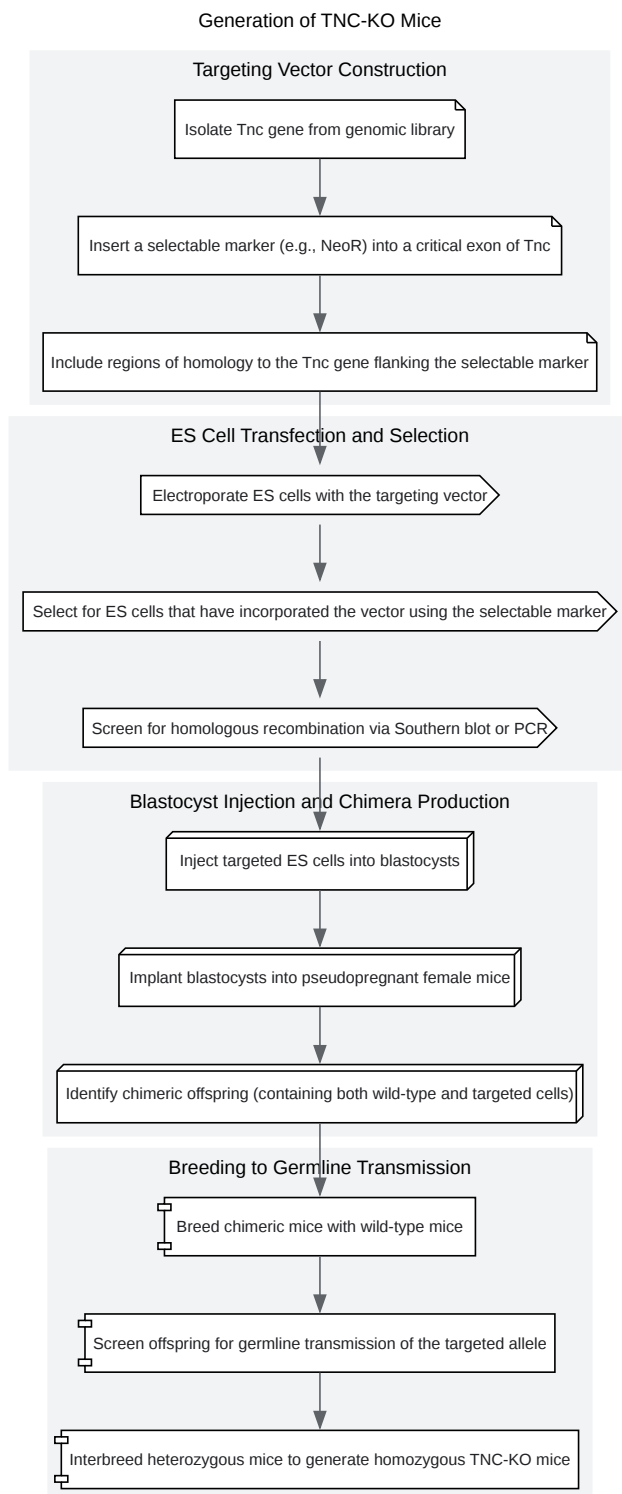 Generation of TNC-KO Mice
Targeting Vector Construction
Isolate Tnc gene from genomic library
Insert a selectable marker (e.g., NeoR) into a critical exon of Tnc
Include regions of homology to the Tnc gene flanking the selectable marker
ES Cell Transfection and Selection
Electroporate ES cells with the targeting vector
Select for ES cells that have incorporated the vector using the selectable marker
Screen for homologous recombination via Southern blot or PCR
Blastocyst Injection and Chimera Production
Inject targeted ES cells into blastocysts
Implant blastocysts into pseudopregnant female mice
Identify chimeric offspring (containing both wild-type and targeted cells)
Breeding to Germline Transmission
Breed chimeric mice with wild-type mice
Screen offspring for germline transmission of the targeted allele
Interbreed heterozygous mice to generate homozygous TNC-KO mice